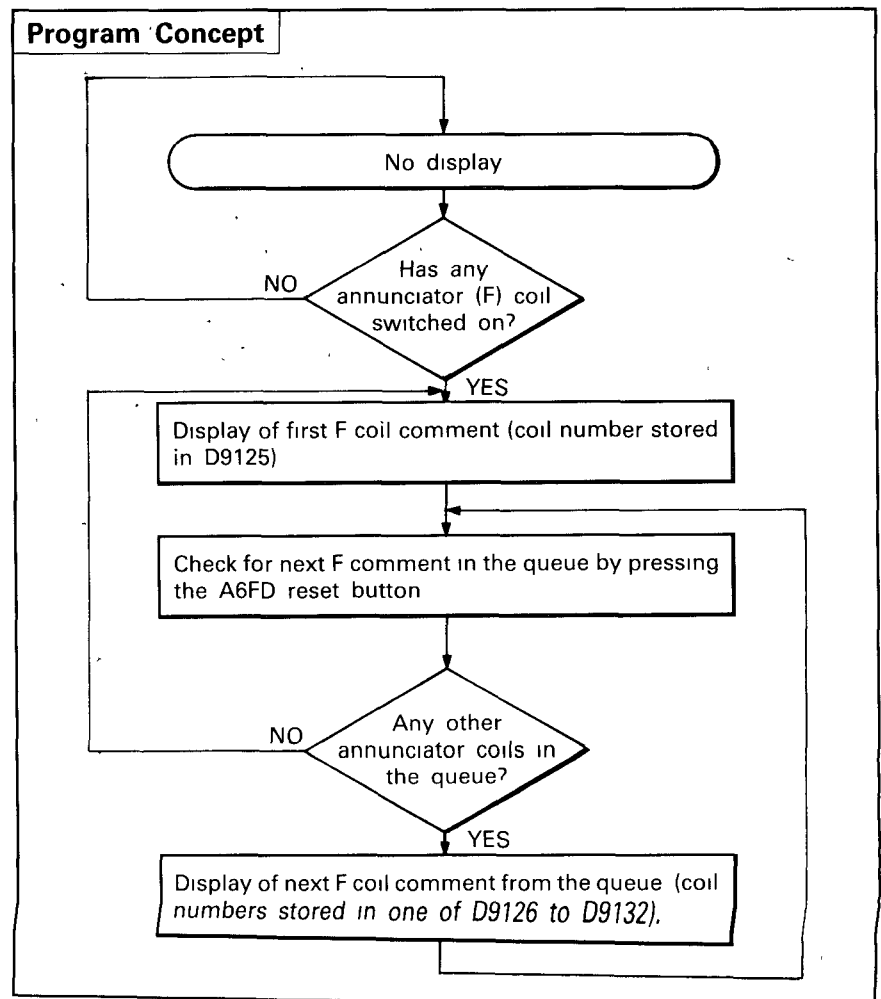 Program Concept
No display
Has any
annunciator (F) coil
switched on?
NO
YES
Display of first F coil comment (coil number stored
in D9125)
Check for next F comment in the queue by pressing
the A6FD reset button
Any other
annunciator coils in
the queue?
NO
YES
Display of next F coil comment from the queue (coil
numbers stored in one of D9126 to D9132).